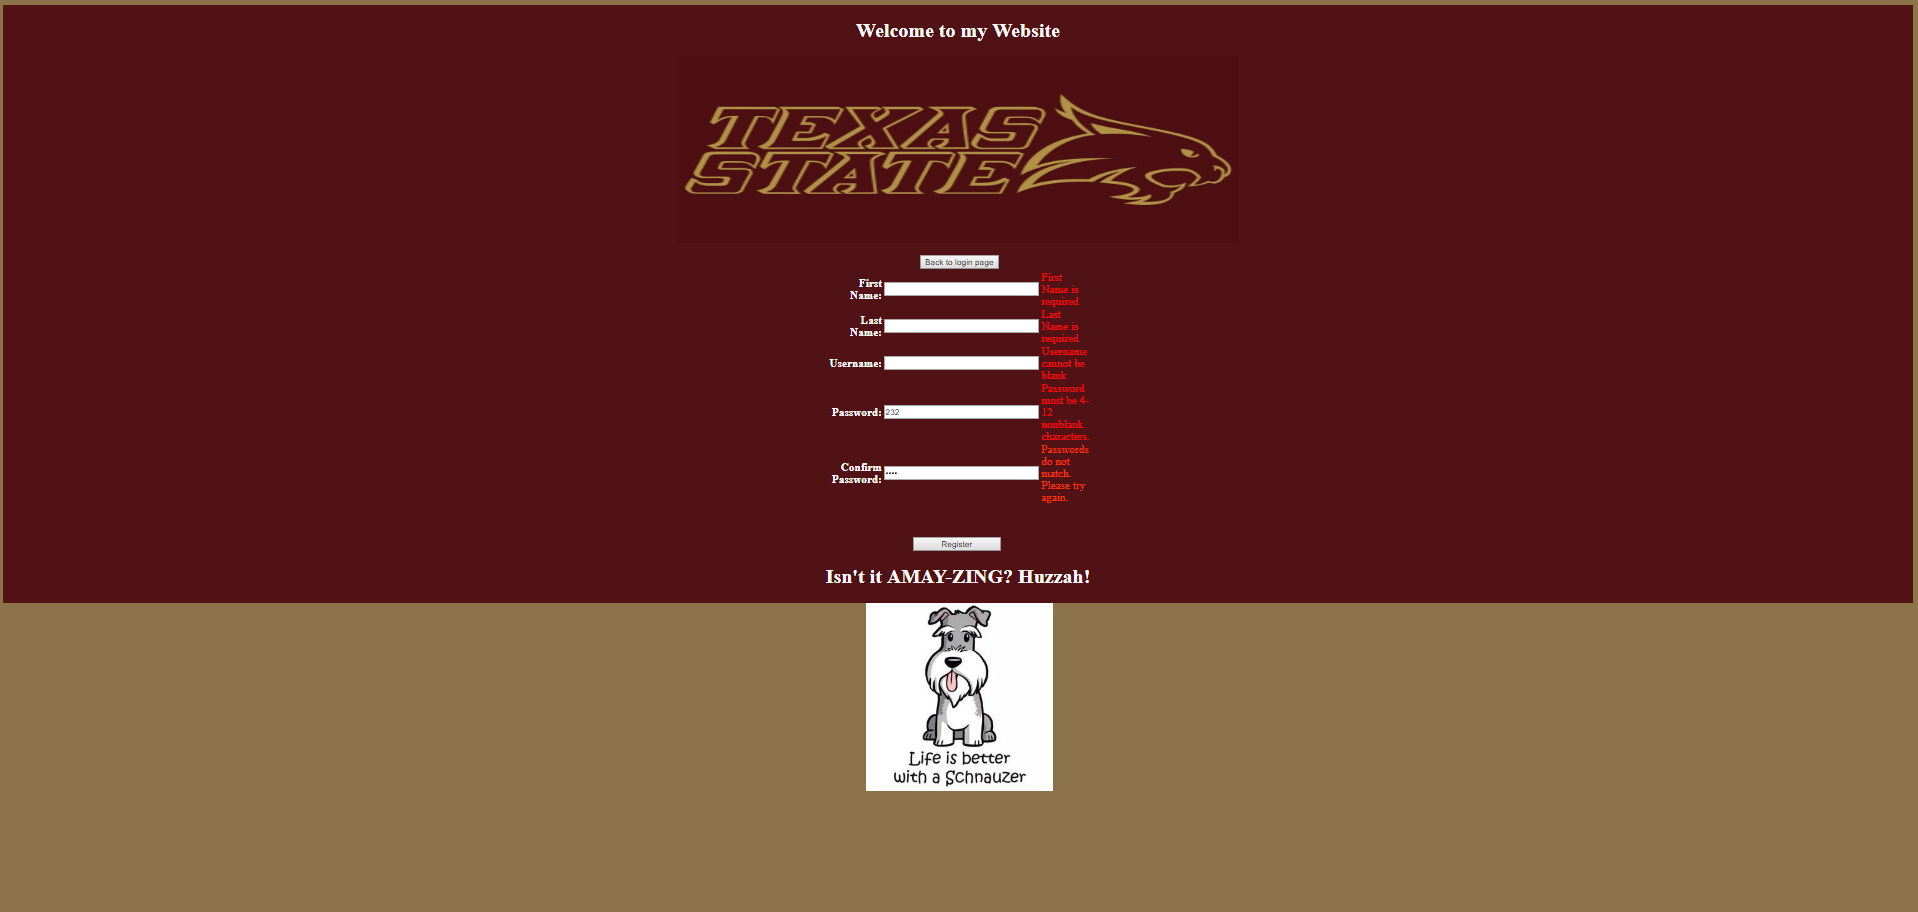 Welcome to my Website
TEXAS
STATE
Back to login page
First
Name:
First
Name is
required
Last
Name:
Last
Name is
required
Username:
Username
cannot be
blank
Password:
232
Password
must be 4-
12
nonblank
characters.
Confirm
Password:
••••
Passwords
do not
match.
Please try
again.
Register
Isn't it AMAY-ZING? Huzzah!
Life is better
with a Schnauzer